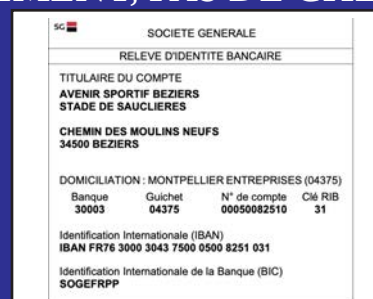 SG
SOCIETE GENERALE
RELEVE D'IDENTITE BANCAIRE
TITULAIRE DU COMPTE
AVENIR SPORTIF BEZIERS
STADE DE SAUCLIERES
CHEMIN DES MOULINS NEUFS
34500 BEZIERS
DOMICILIATION : MONTPELLIER ENTREPRISES (04375)
Banque Guichet N° de compte Clé RIB
30003 04375 00050082510 31
Identification Internationale (IBAN)
IBAN FR76 3000 3043 7500 0500 8251 031
Identification Internationale de la Banque (BIC)
SOGEFRPP